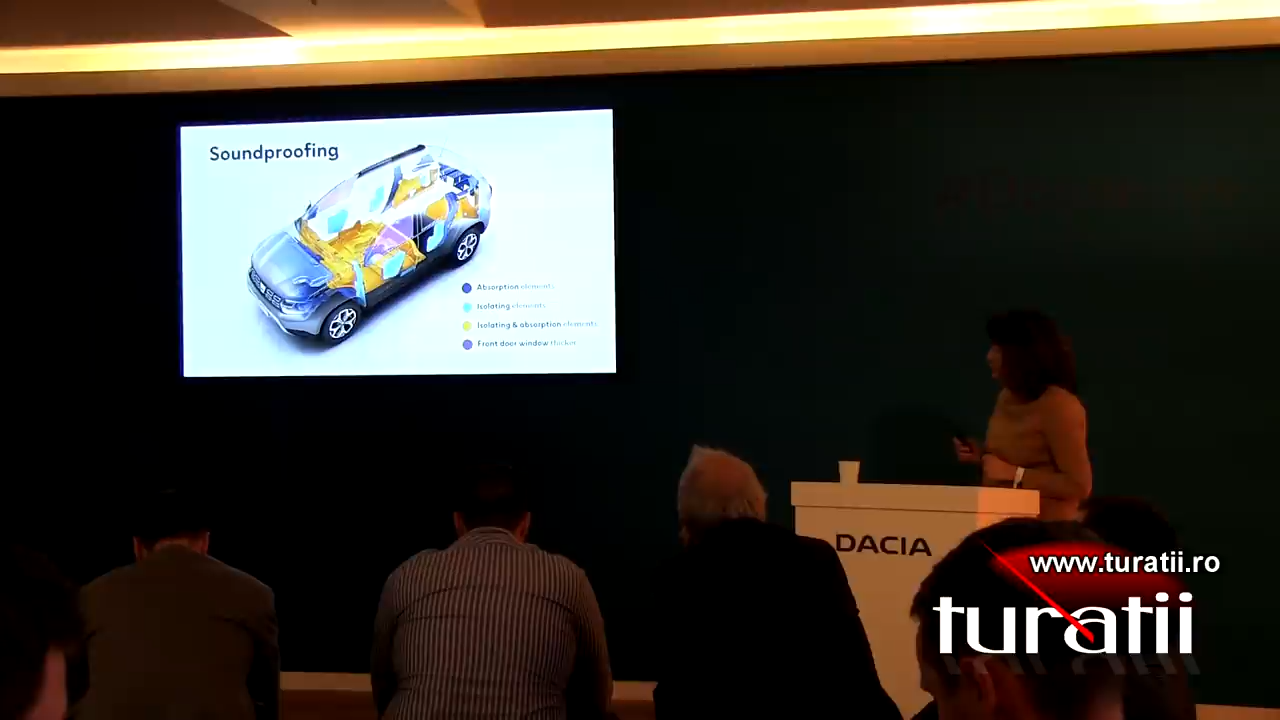 Soundproofing
Absorption elements
Isolating elements
Isolating & absorption elements
Front door window thicker
DACIA
www.turatii.ro
turatii